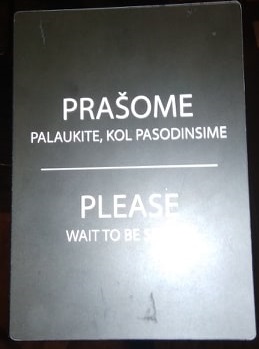 PRAŠOME
PALAUKITE, KOL PASODINSIME
PLEASE
WAIT TO BE